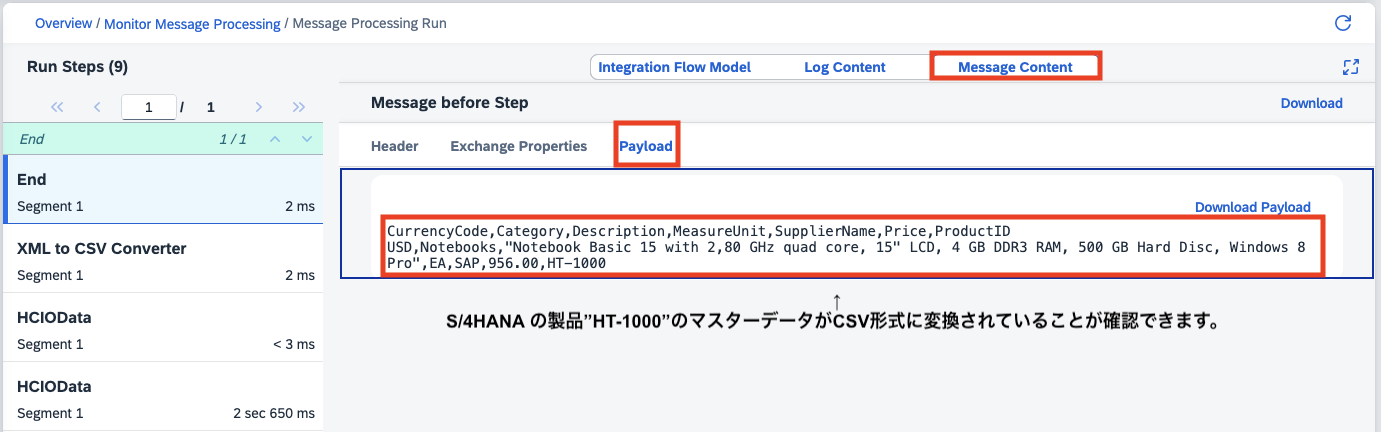 Overview / Monitor Message Processing / Message Processing Run
Run Steps (9)
1 / 1
End 1 / 1
End
Segment 1 2 ms
XML to CSV Converter
Segment 1 2 ms
HCIOData
Segment 1 < 3 ms
HCIOData
Segment 1 2 sec 650 ms
Integration Flow Model Log Content Message Content
Message before Step Download
Header Exchange Properties Payload
Download Payload
CurrencyCode,Category,Description,MeasureUnit,SupplierName,Price,ProductID
USD,Notebooks,"Notebook Basic 15 with 2,80 GHz quad core, 15" LCD, 4 GB DDR3 RAM, 500 GB Hard Disc, Windows 8
Pro",EA,SAP,956.00,HT-1000
↑
S/4HANA の製品”HT-1000”のマスターデータがCSV形式に変換されていることが確認できます。